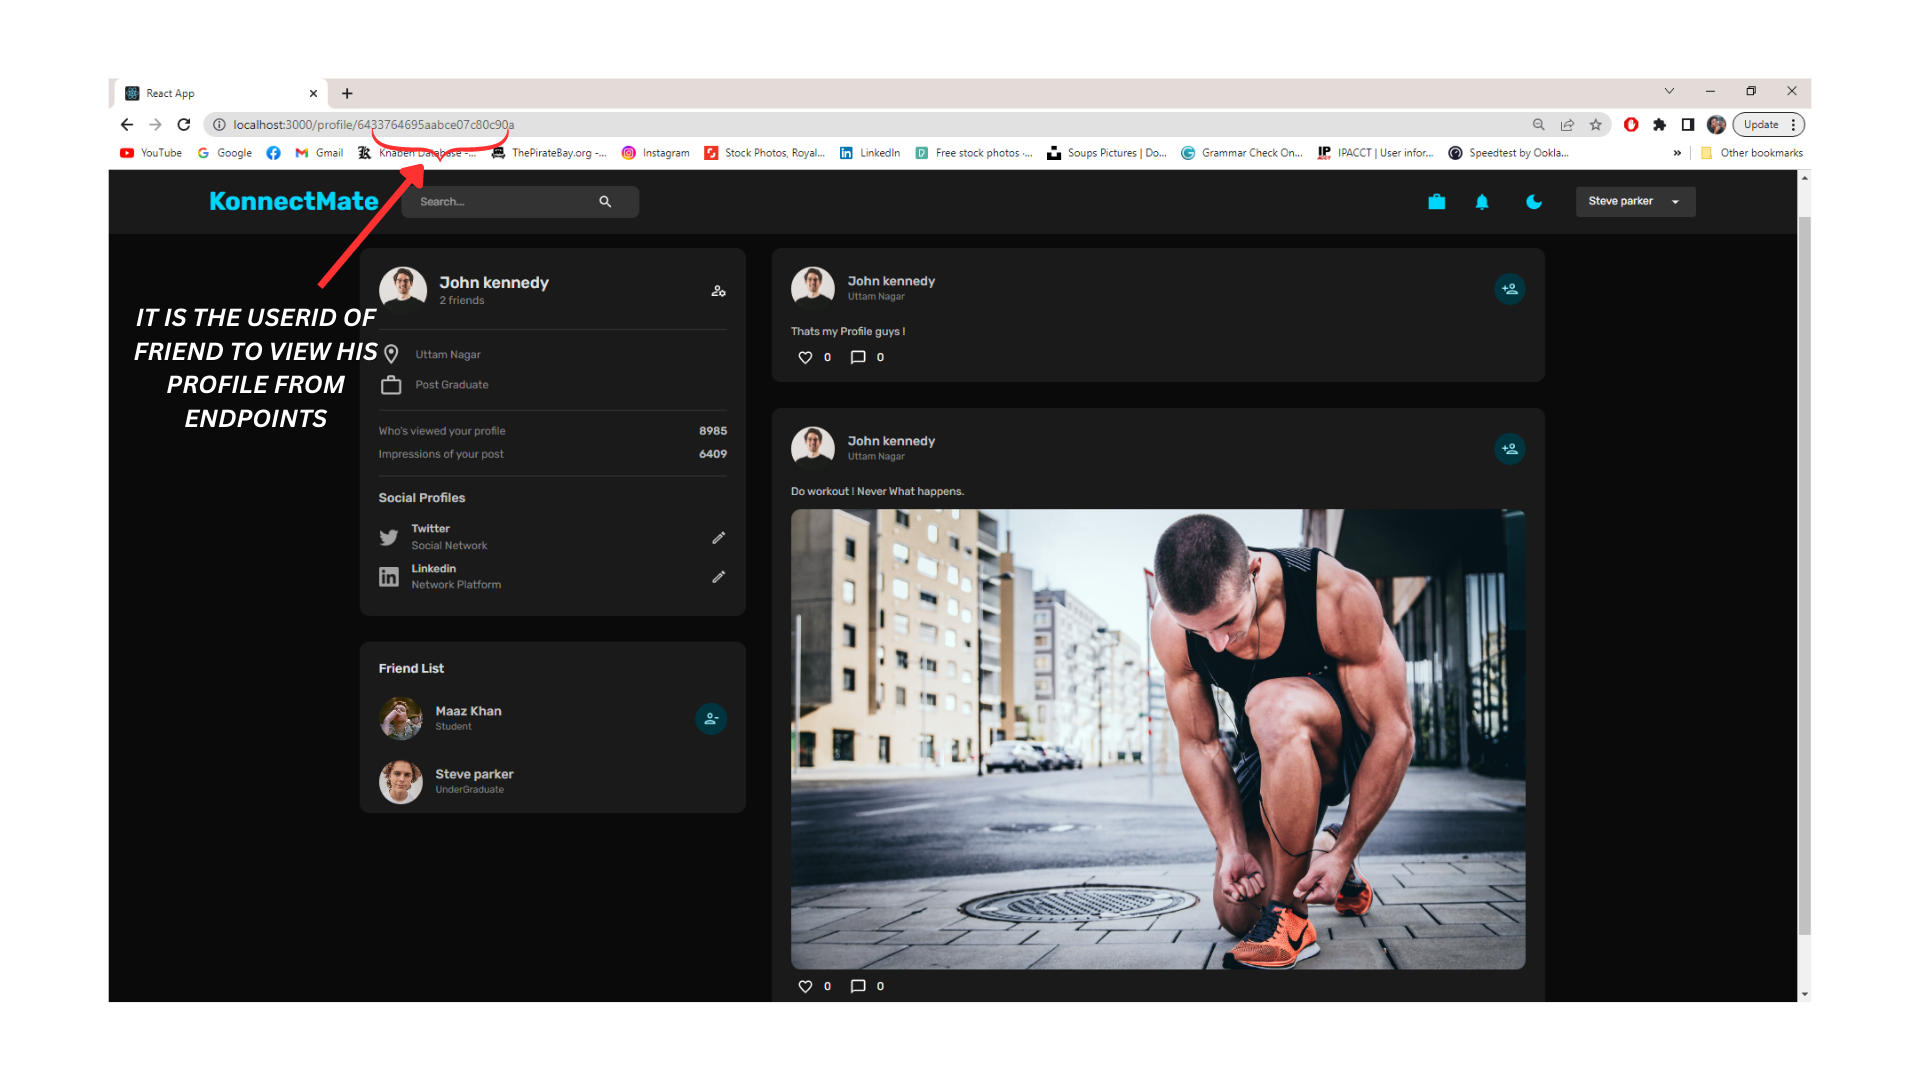 React App
localhost:3000/profile/6433764695aabce07c80c90a
Update
YouTube
Google
Gmail
Knaben Database -...
ThePirateBay.org -...
Instagram
Stock Photos, Royal...
LinkedIn
Free stock photos ·...
Soups Pictures | Do...
Grammar Check On...
IPACCT | User infor...
Speedtest by Ookla...
»
Other bookmarks
KonnectMate
Search...
Steve parker
IT IS THE USERID OF
FRIEND TO VIEW HIS
PROFILE FROM
ENDPOINTS
John kennedy
2 friends
Uttam Nagar
Post Graduate
Who's viewed your profile 8985
Impressions of your post 6409
Social Profiles
Twitter
Social Network
Linkedin
Network Platform
Friend List
Maaz Khan
Student
Steve parker
UnderGraduate
John kennedy
Uttam Nagar
Thats my Profile guys !
0 0
John kennedy
Uttam Nagar
Do workout ! Never What happens.
0 0